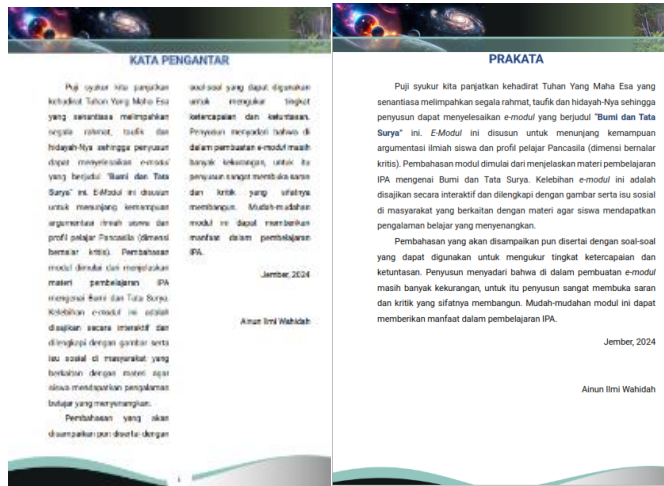 KATA PENGANTAR
Puji syukur kita panjatkan
kehadirat Tuhan Yang Maha Esa
yang senantiasa melimpahkan
segala rahmat, taufik dan
hidayah-Nya sehingga penyusun
dapat menyelesaikan e-modul
yang berjudul "Bumi dan Tata
Surya" ini. E-Modul ini disusun
untuk menunjang kemampuan
argumentasi ilmiah siswa dan
profil pelajar Pancasila (dimensi
bernalar kritis). Pembahasan
modul dimulai dari menjelaskan
materi pembelajaran IPA
mengenai Bumi dan Tata Surya.
Kelebihan e-modul ini adalah
disajikan secara interaktif dan
dilengkapi dengan gambar serta
isu sosial di masyarakat yang
berkaitan dengan materi agar
siswa mendapatkan pengalaman
belajar yang menyenangkan.
Pembahasan yang akan
disampaikan pun disertai dengan
soal-soal yang dapat digunakan
untuk mengukur tingkat
ketercapaian dan ketuntasan.
Penyusun menyadari bahwa di
dalam pembuatan e-modul masih
banyak kekurangan, untuk itu
penyusun sangat membuka saran
dan kritik yang sifatnya
membangun. Mudah-mudahan
modul ini dapat memberikan
manfaat dalam pembelajaran
IPA.
Jember, 2024
Ainun Ilmi Wahidah
i
PRAKATA
Puji syukur kita panjatkan kehadirat Tuhan Yang Maha Esa yang
senantiasa melimpahkan segala rahmat, taufik dan hidayah-Nya sehingga
penyusun dapat menyelesaikan e-modul yang berjudul "Bumi dan Tata
Surya" ini. E-Modul ini disusun untuk menunjang kemampuan
argumentasi ilmiah siswa dan profil pelajar Pancasila (dimensi bernalar
kritis). Pembahasan modul dimulai dari menjelaskan materi pembelajaran
IPA mengenai Bumi dan Tata Surya. Kelebihan e-modul ini adalah
disajikan secara interaktif dan dilengkapi dengan gambar serta isu sosial
di masyarakat yang berkaitan dengan materi agar siswa mendapatkan
pengalaman belajar yang menyenangkan.
Pembahasan yang akan disampaikan pun disertai dengan soal-soal
yang dapat digunakan untuk mengukur tingkat ketercapaian dan
ketuntasan. Penyusun menyadari bahwa di dalam pembuatan e-modul
masih banyak kekurangan, untuk itu penyusun sangat membuka saran
dan kritik yang sifatnya membangun. Mudah-mudahan modul ini dapat
memberikan manfaat dalam pembelajaran IPA.
Jember, 2024
Ainun Ilmi Wahidah